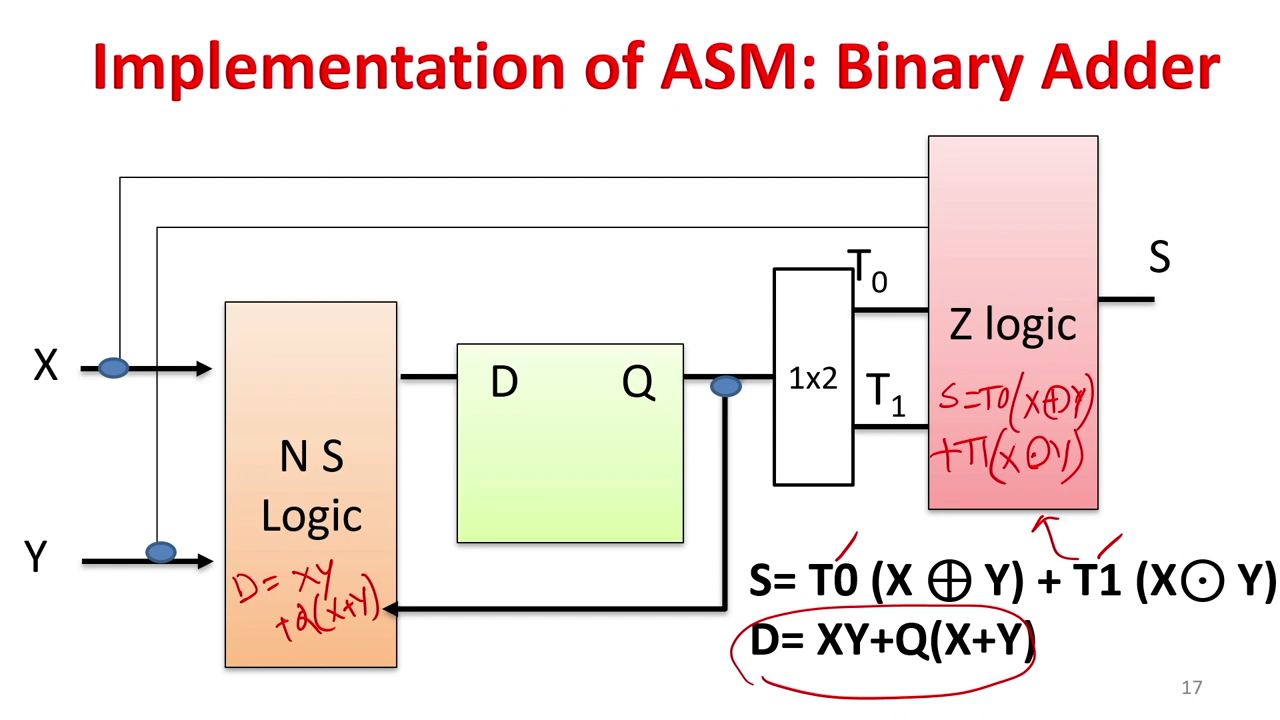 Implementation of ASM: Binary Adder
X
Y
N S
Logic
D = XY
+Q(X+Y)
D Q
1x2
T0
T1
Z logic
S=T0(X⊕Y)
+T1(X⊙Y)
S
S= T0 (X ⊕ Y) + T1 (X⊙ Y)
D= XY+Q(X+Y)
17